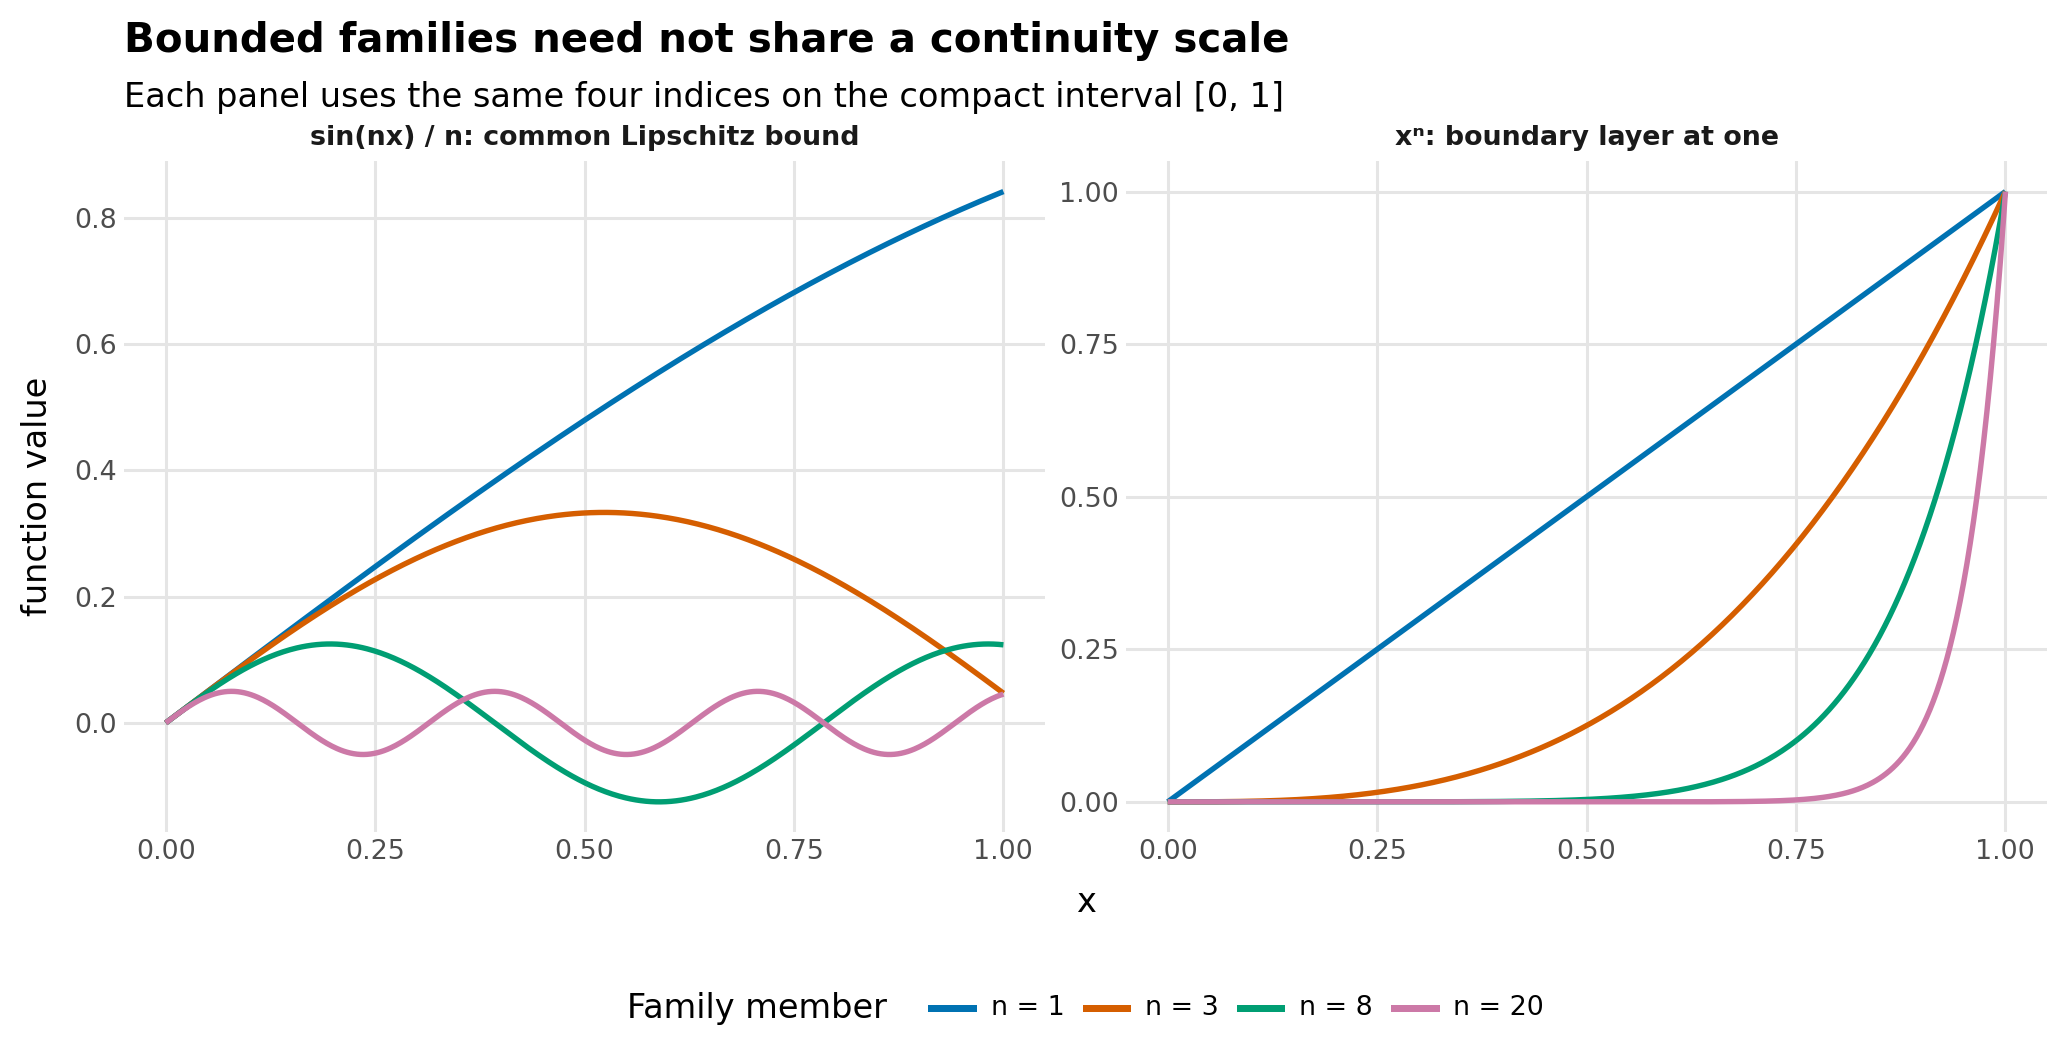 Bounded families need not share a continuity scale
Each panel uses the same four indices on the compact interval [0, 1]
sin(nx) / n: common Lipschitz bound
xⁿ: boundary layer at one
function value
0.8
0.6
0.4
0.2
0.0
1.00
0.75
0.50
0.25
0.00
0.00 0.25 0.50 0.75 1.00
0.00 0.25 0.50 0.75 1.00
x
Family member n = 1 n = 3 n = 8 n = 20